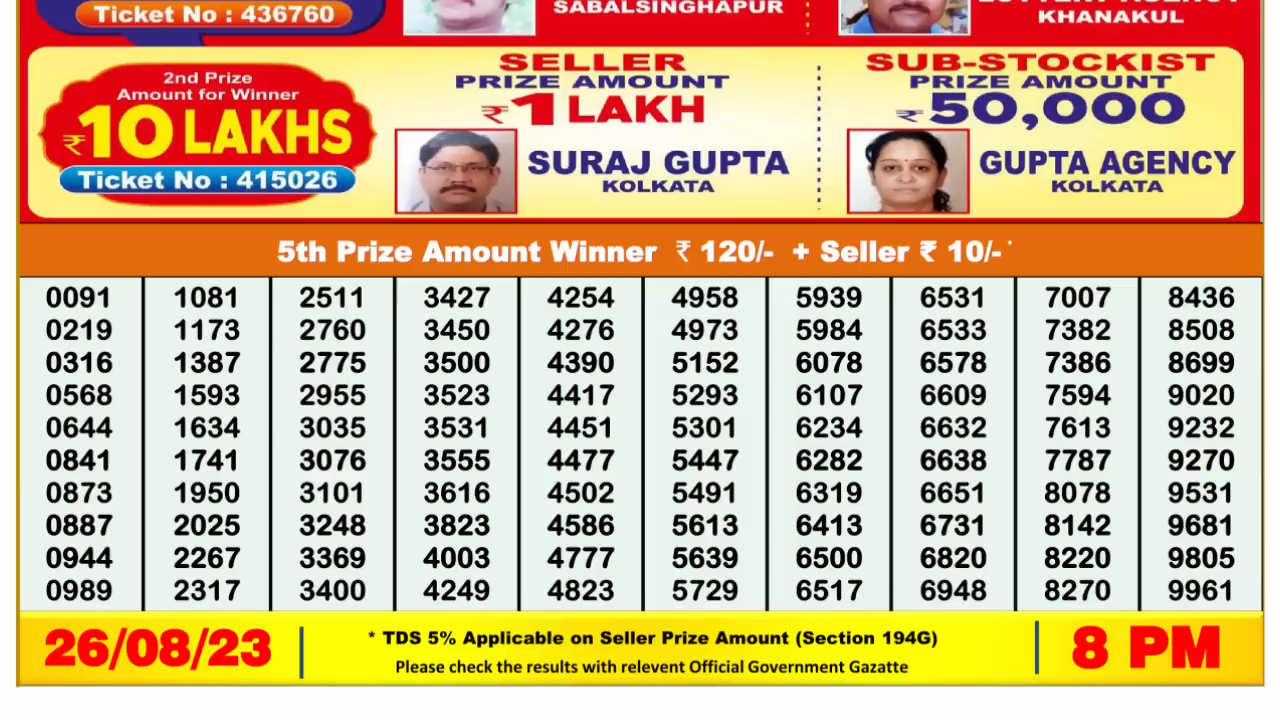 Ticket No : 436760
SABALSINGHAPUR
KHANAKUL
2nd Prize
Amount for Winner
₹10 LAKHS
Ticket No : 415026
SELLER
PRIZE AMOUNT
₹1 LAKH
SURAJ GUPTA
KOLKATA
SUB-STOCKIST
PRIZE AMOUNT
₹50,000
GUPTA AGENCY
KOLKATA
5th Prize Amount Winner ₹ 120/- + Seller ₹ 10/-*
0091 1081 2511 3427 4254 4958 5939 6531 7007 8436
0219 1173 2760 3450 4276 4973 5984 6533 7382 8508
0316 1387 2775 3500 4390 5152 6078 6578 7386 8699
0568 1593 2955 3523 4417 5293 6107 6609 7594 9020
0644 1634 3035 3531 4451 5301 6234 6632 7613 9232
0841 1741 3076 3555 4477 5447 6282 6638 7787 9270
0873 1950 3101 3616 4502 5491 6319 6651 8078 9531
0887 2025 3248 3823 4586 5613 6413 6731 8142 9681
0944 2267 3369 4003 4777 5639 6500 6820 8220 9805
0989 2317 3400 4249 4823 5729 6517 6948 8270 9961
26/08/23
* TDS 5% Applicable on Seller Prize Amount (Section 194G)
Please check the results with relevent Official Government Gazatte
8 PM